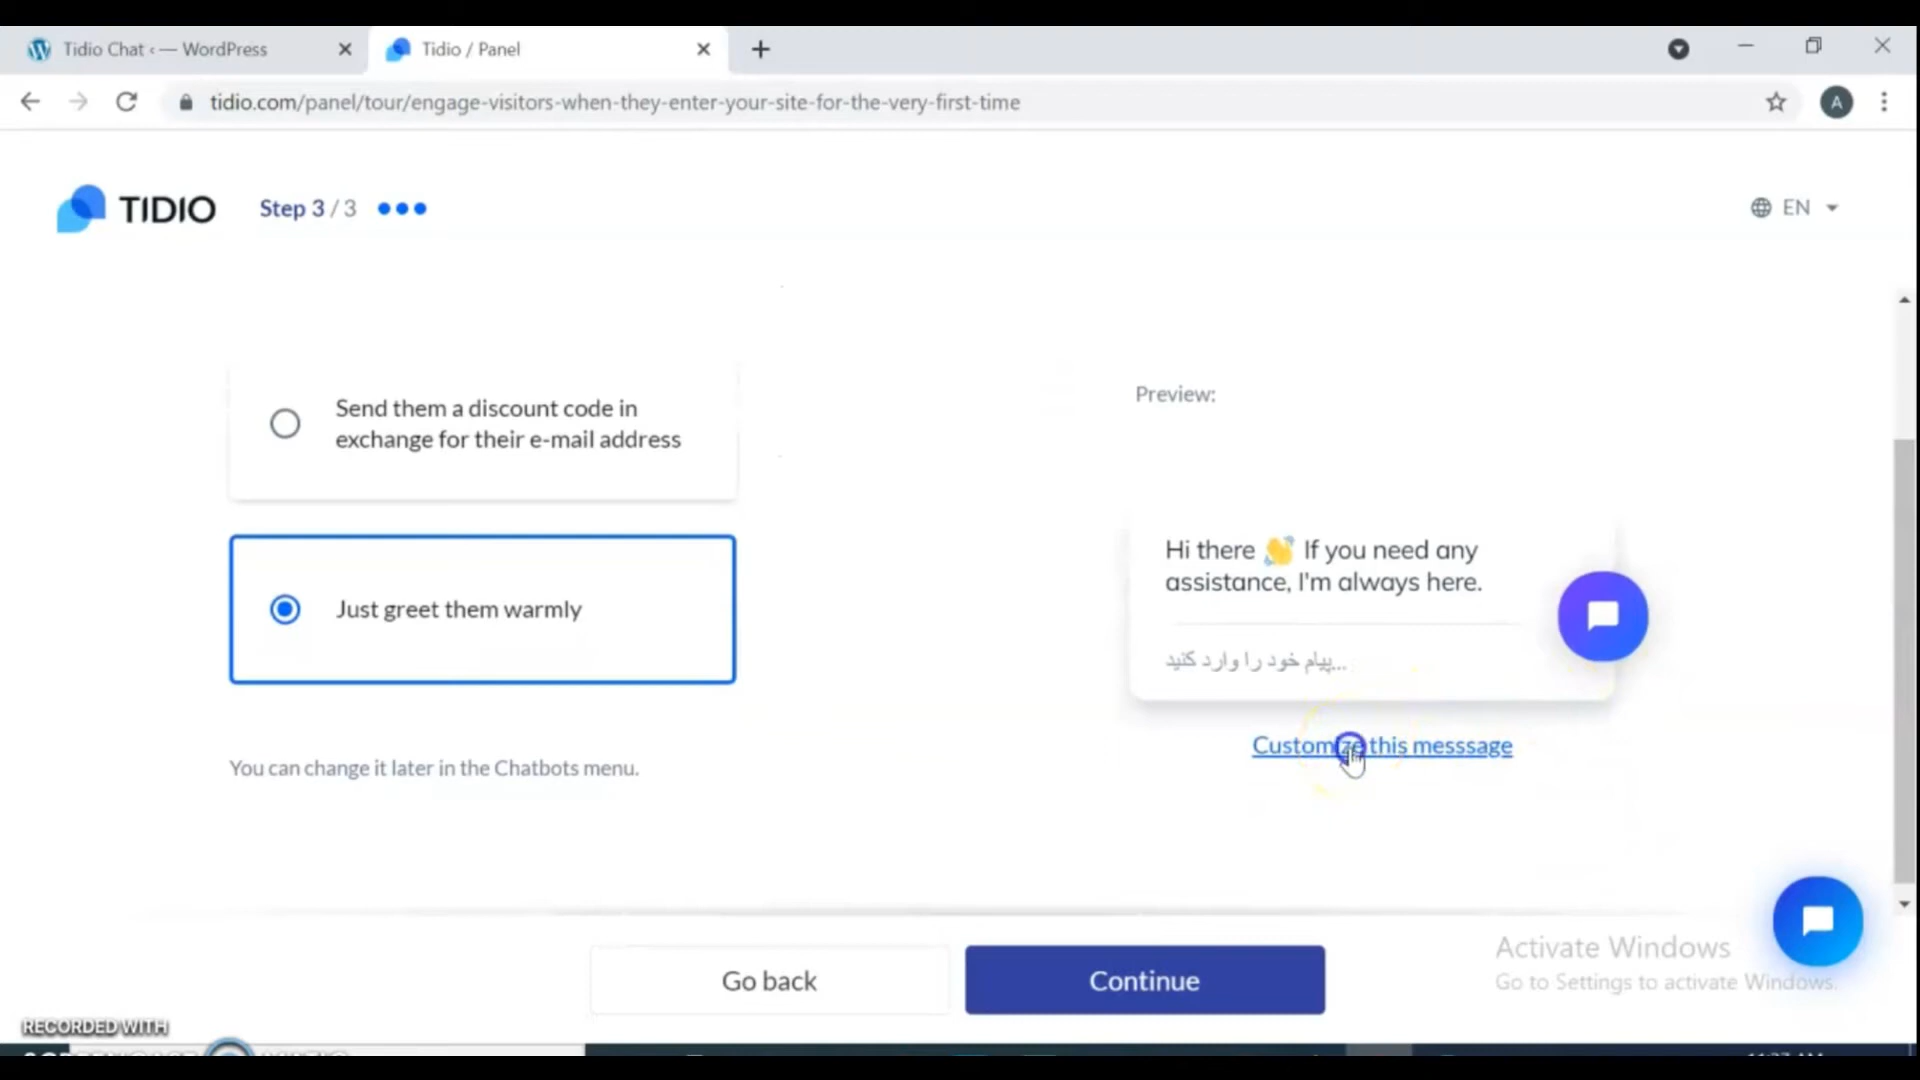 Tidio Chat ‹ — WordPress
Tidio / Panel
tidio.com/panel/tour/engage-visitors-when-they-enter-your-site-for-the-very-first-time
A
TIDIO
Step 3 / 3
EN
Send them a discount code in
exchange for their e-mail address
Just greet them warmly
You can change it later in the Chatbots menu.
Preview:
Hi there 👋 If you need any
assistance, I'm always here.
پیام خود را وارد کنید...
Customize this messsage
Go back
Continue
Activate Windows
Go to Settings to activate Windows.
RECORDED WITH